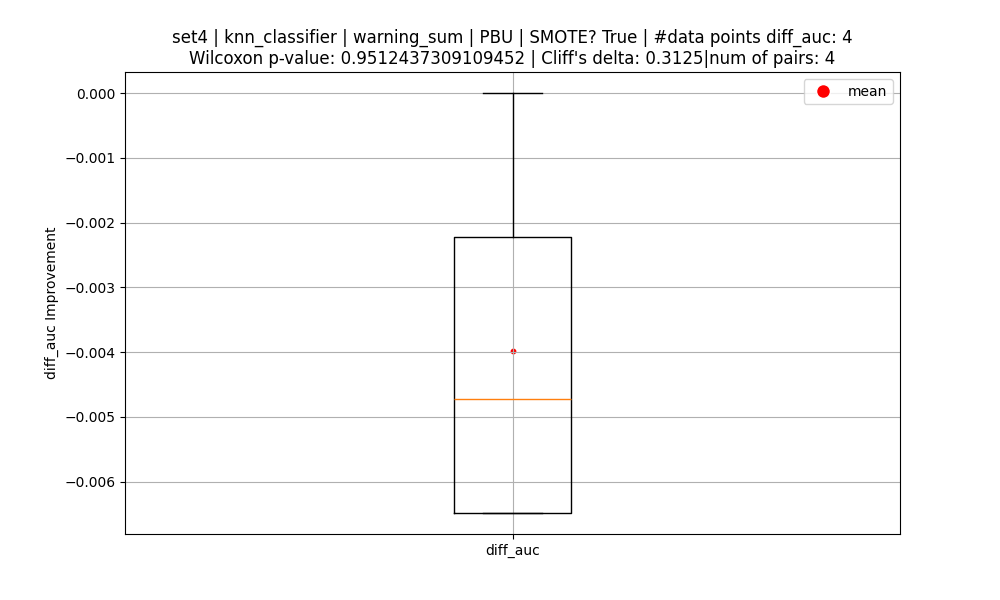 set4 | knn_classifier | warning_sum | PBU | SMOTE? True | #data points diff_auc: 4
Wilcoxon p-value: 0.9512437309109452 | Cliff's delta: 0.3125|num of pairs: 4
mean
0.000
−0.001
−0.002
−0.003
−0.004
−0.005
−0.006
diff_auc Improvement
diff_auc